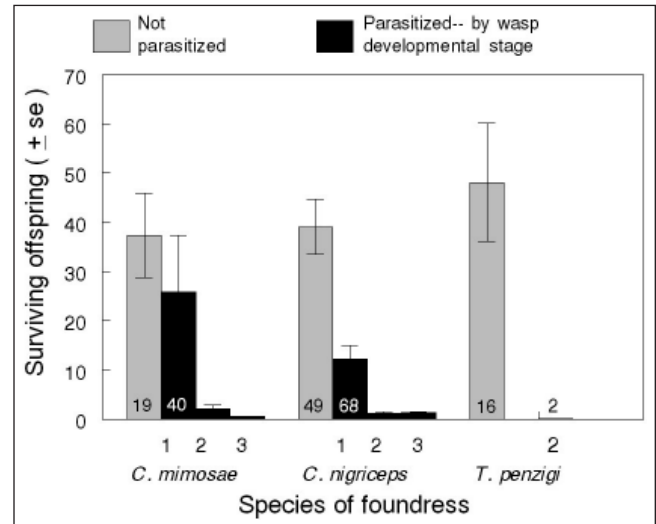 Not parasitized
Parasitized-- by wasp developmental stage
Surviving offspring ( ± se )
70
60
50
40
30
20
10
0
19 40 49 68 16 2
1 2 3 1 2 3 2
C. mimosae C. nigriceps T. penzigi
Species of foundress